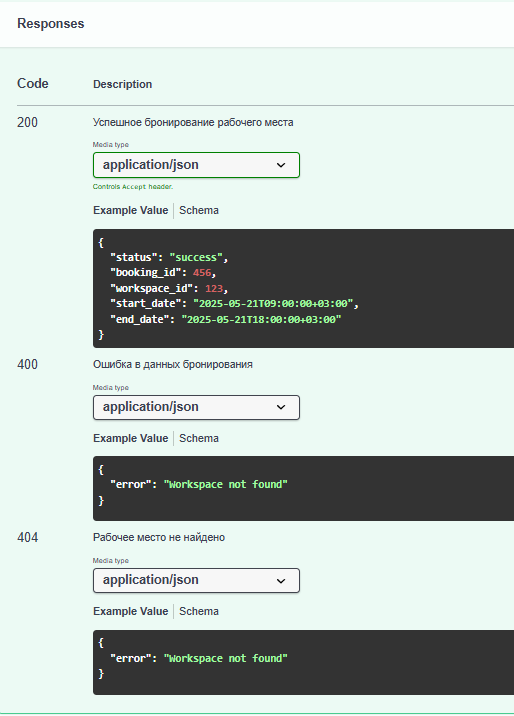 Responses
Code Description
200 Успешное бронирование рабочего места
Media type
application/json
Controls Accept header.
Example Value Schema
{
"status": "success",
"booking_id": 456,
"workspace_id": 123,
"start_date": "2025-05-21T09:00:00+03:00",
"end_date": "2025-05-21T18:00:00+03:00"
}
400 Ошибка в данных бронирования
Media type
application/json
Example Value Schema
{
"error": "Workspace not found"
}
404 Рабочее место не найдено
Media type
application/json
Example Value Schema
{
"error": "Workspace not found"
}